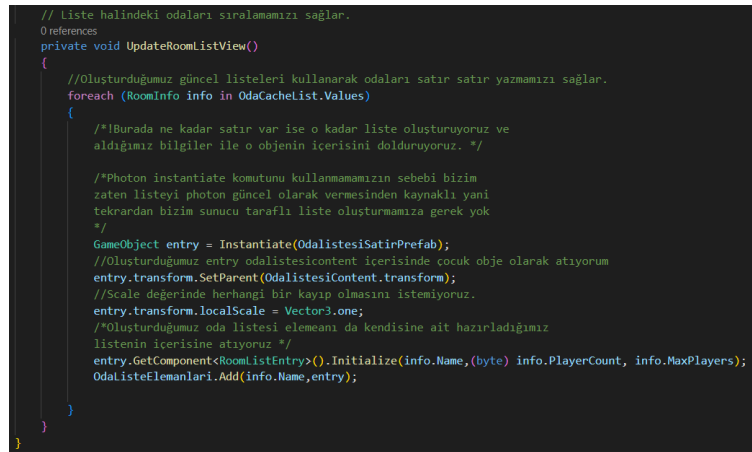 // Liste halindeki odaları sıralamamızı sağlar.
0 references
private void UpdateRoomListView()
{
//Oluşturduğumuz güncel listeleri kullanarak odaları satır satır yazmamızı sağlar.
foreach (RoomInfo info in OdaCacheList.Values)
{
/*!Burada ne kadar satır var ise o kadar liste oluşturuyoruz ve
aldığımız bilgiler ile o objenin içerisini dolduruyoruz. */
/*Photon instantiate komutunu kullanmamamızın sebebi bizim
zaten listeyi photon güncel olarak vermesinden kaynaklı yani
tekrardan bizim sunucu taraflı liste oluşturmamıza gerek yok
*/
GameObject entry = Instantiate(OdalistesiSatirPrefab);
//Oluşturduğumuz entry odalistesicontent içerisinde çocuk obje olarak atıyorum
entry.transform.SetParent(OdalistesiContent.transform);
//Scale değerinde herhangi bir kayıp olmasını istemiyoruz.
entry.transform.localScale = Vector3.one;
/*Oluşturduğumuz oda listesi elemeanı da kendisine ait hazırladığımız
listenin içerisine atıyoruz */
entry.GetComponent<RoomListEntry>().Initialize(info.Name,(byte) info.PlayerCount, info.MaxPlayers);
OdaListeElemanlari.Add(info.Name,entry);
}
}
}